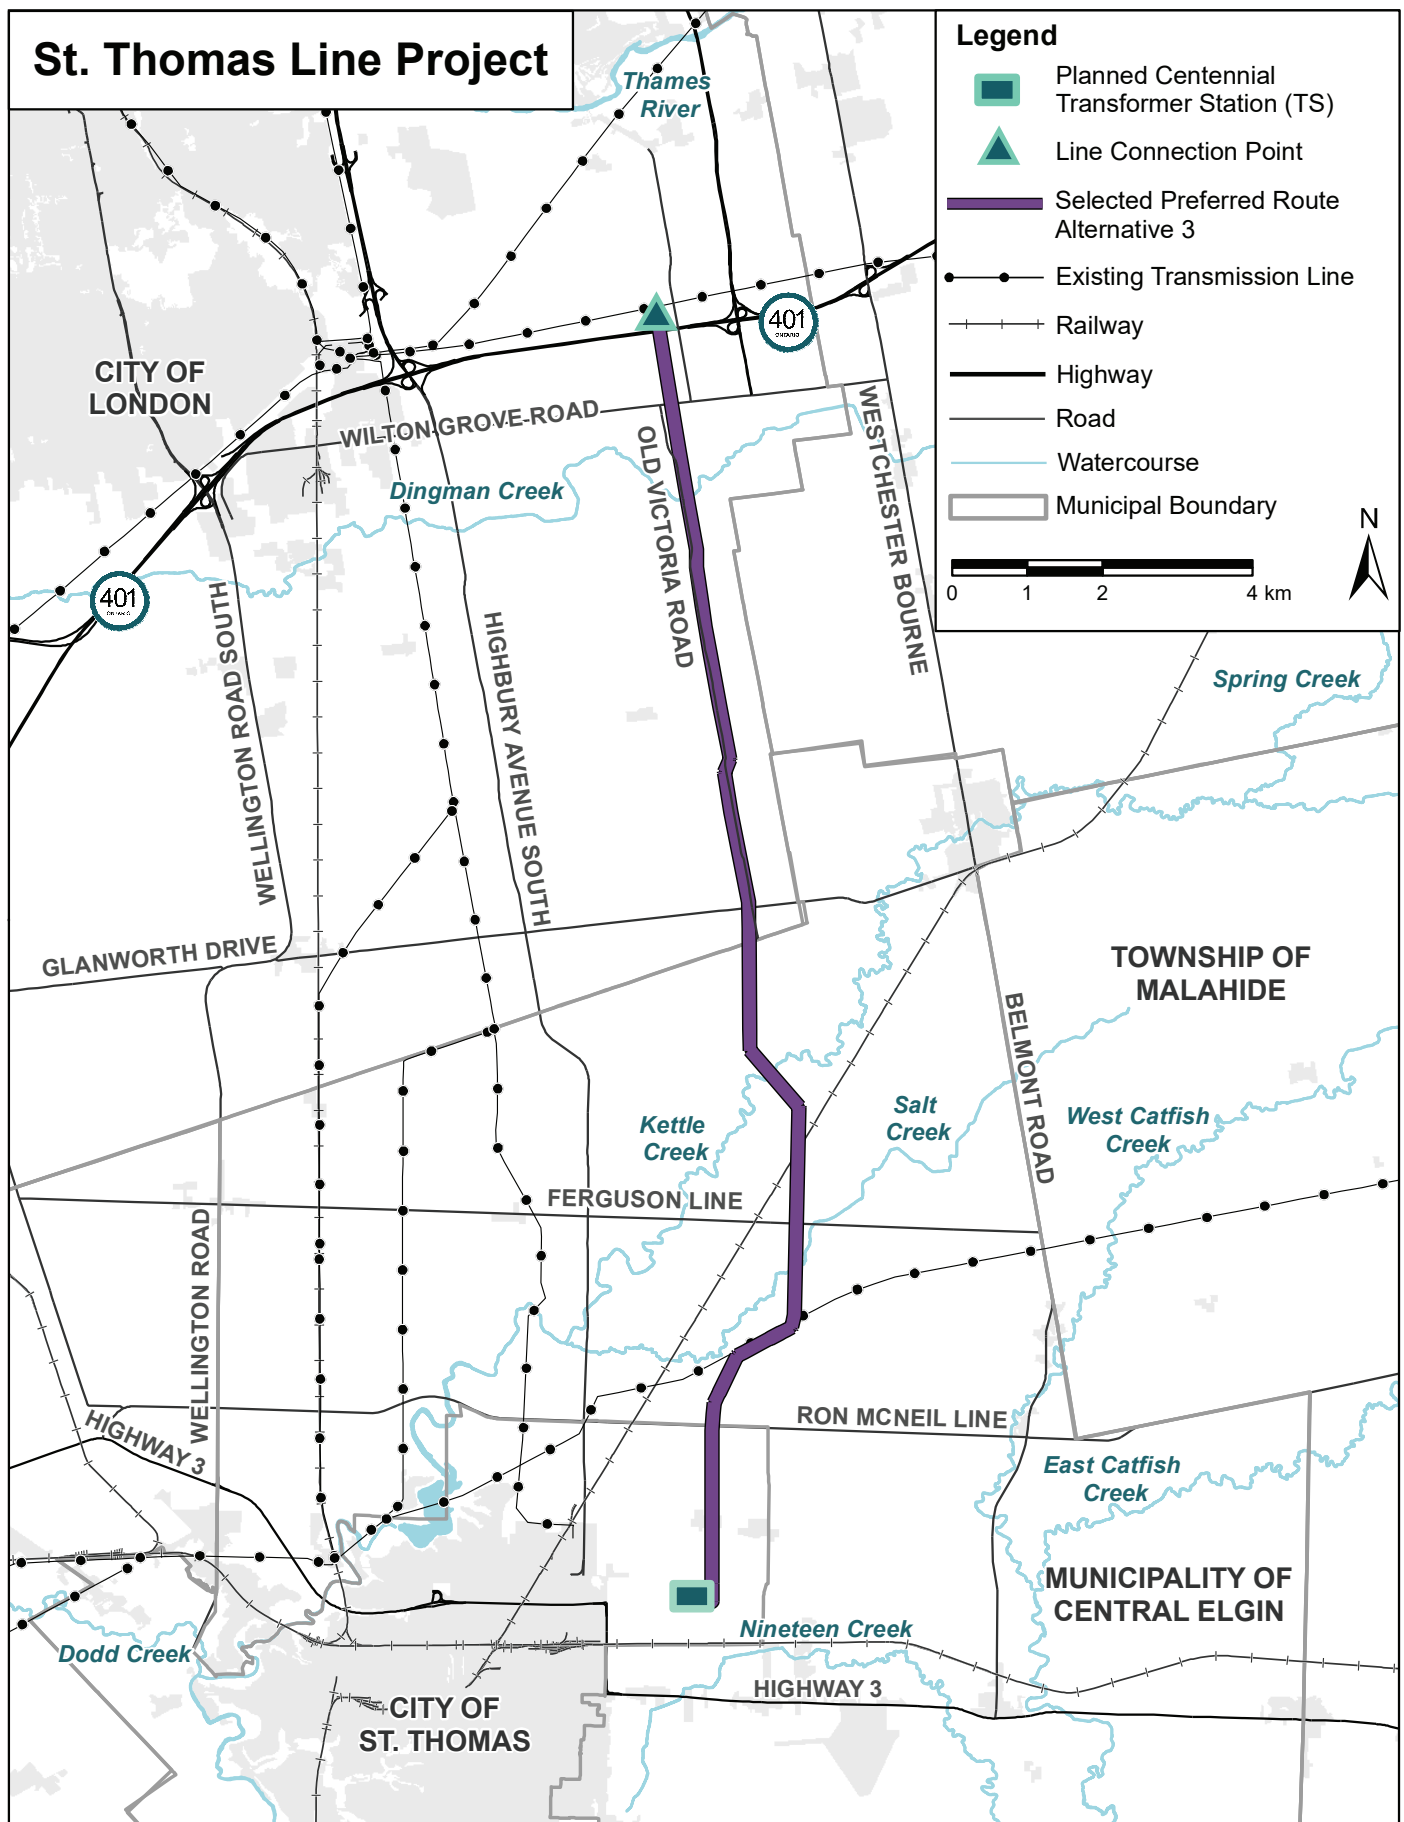 St. Thomas Line Project
Legend
Planned Centennial
Transformer Station (TS)
Line Connection Point
Selected Preferred Route
Alternative 3
Existing Transmission Line
Railway
Highway
Road
Watercourse
Municipal Boundary
N
0 1 2 4 km
Thames
River
401
ONTARIO
CITY OF
LONDON
WILTON GROVE ROAD
Dingman Creek
OLD VICTORIA ROAD
WESTCHESTER BOURNE
401
ONTARIO
WELLINGTON ROAD SOUTH
HIGHBURY AVENUE SOUTH
Spring Creek
GLANWORTH DRIVE
TOWNSHIP OF
MALAHIDE
BELMONT ROAD
Kettle
Creek
Salt
Creek
West Catfish
Creek
FERGUSON LINE
WELLINGTON ROAD
HIGHWAY 3
RON MCNEIL LINE
East Catfish
Creek
MUNICIPALITY OF
CENTRAL ELGIN
Nineteen Creek
Dodd Creek
HIGHWAY 3
CITY OF
ST. THOMAS